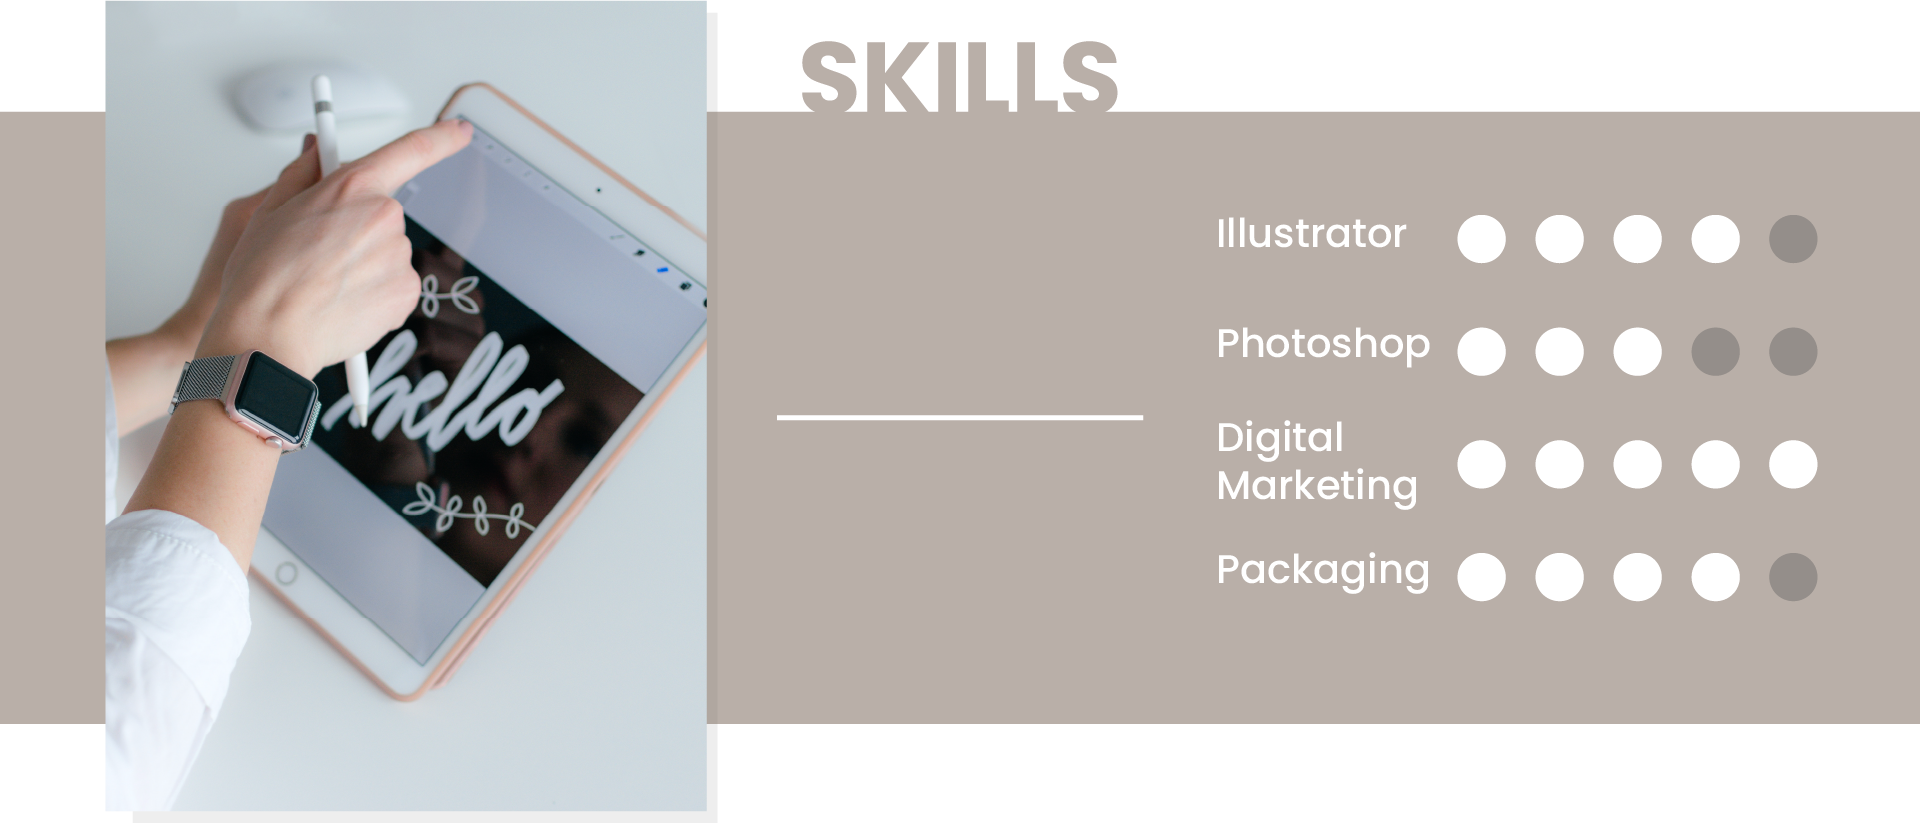 SKILLS
Illustrator
Photoshop
Digital
Marketing
Packaging
hello